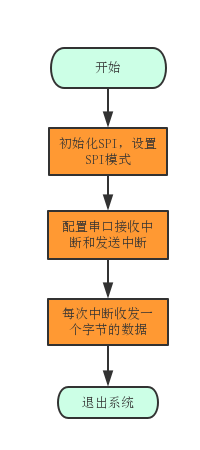 开始
初始化SPI，设置
SPI模式
配置串口接收中
断和发送中断
每次中断收发一
个字节的数据
退出系统